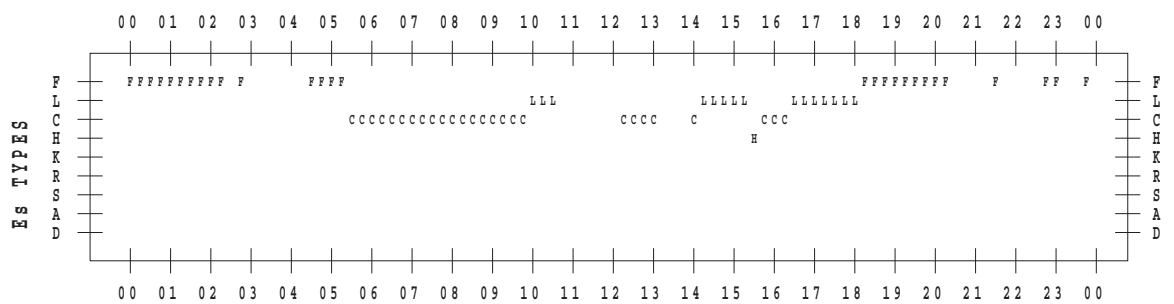 00 01 02 03 04 05 06 07 08 09 10 11 12 13 14 15 16 17 18 19 20 21 22 23 00
F FFFFFFFFFF F FFFF FFFFFFFFF F FF F F
L LLL LLLLL LLLLLLL L
C CCCCCCCCCCCCCCCCCC CCCC C CCC C
H H H
K K
R R
S S
A A
D D
Es TYPES
00 01 02 03 04 05 06 07 08 09 10 11 12 13 14 15 16 17 18 19 20 21 22 23 00